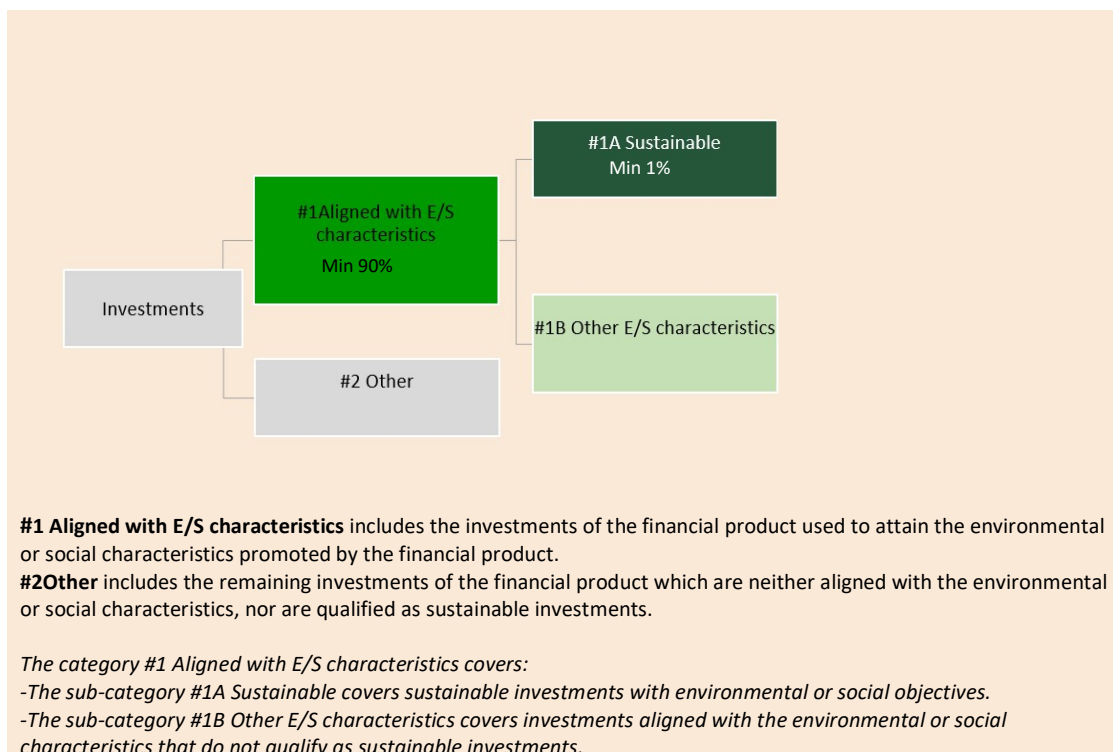 #1A Sustainable
Min 1%
#1Aligned with E/S
characteristics
Min 90%
Investments
#1B Other E/S characteristics
#2 Other
#1 Aligned with E/S characteristics includes the investments of the financial product used to attain the environmental
or social characteristics promoted by the financial product.
#2Other includes the remaining investments of the financial product which are neither aligned with the environmental
or social characteristics, nor are qualified as sustainable investments.
The category #1 Aligned with E/S characteristics covers:
-The sub-category #1A Sustainable covers sustainable investments with environmental or social objectives.
-The sub-category #1B Other E/S characteristics covers investments aligned with the environmental or social
characteristics that do not qualify as sustainable investments.